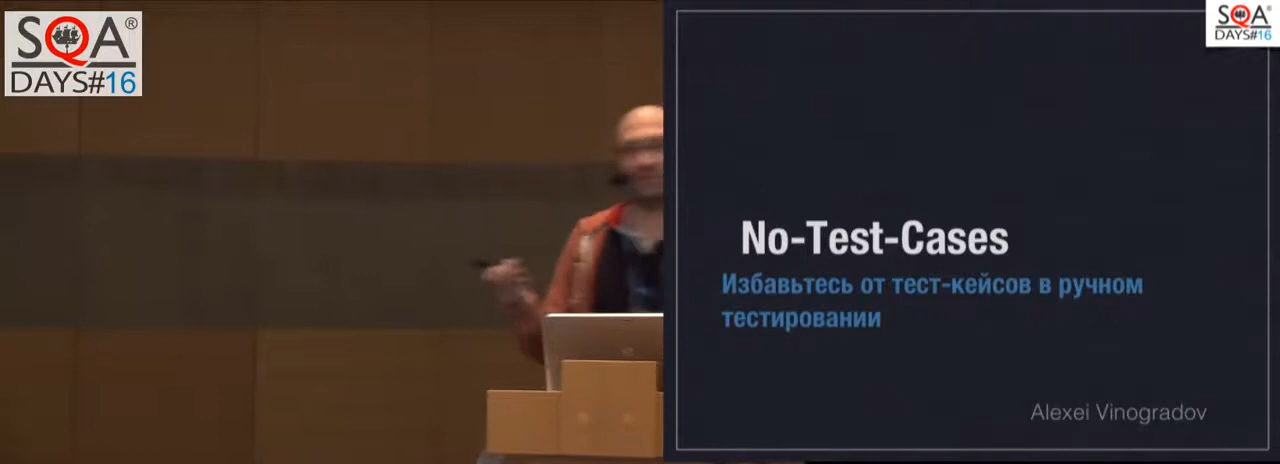 SQA®
DAYS#16
SQA®
DAYS#16
No-Test-Cases
Избавьтесь от тест-кейсов в ручном
тестировании
Alexei Vinogradov